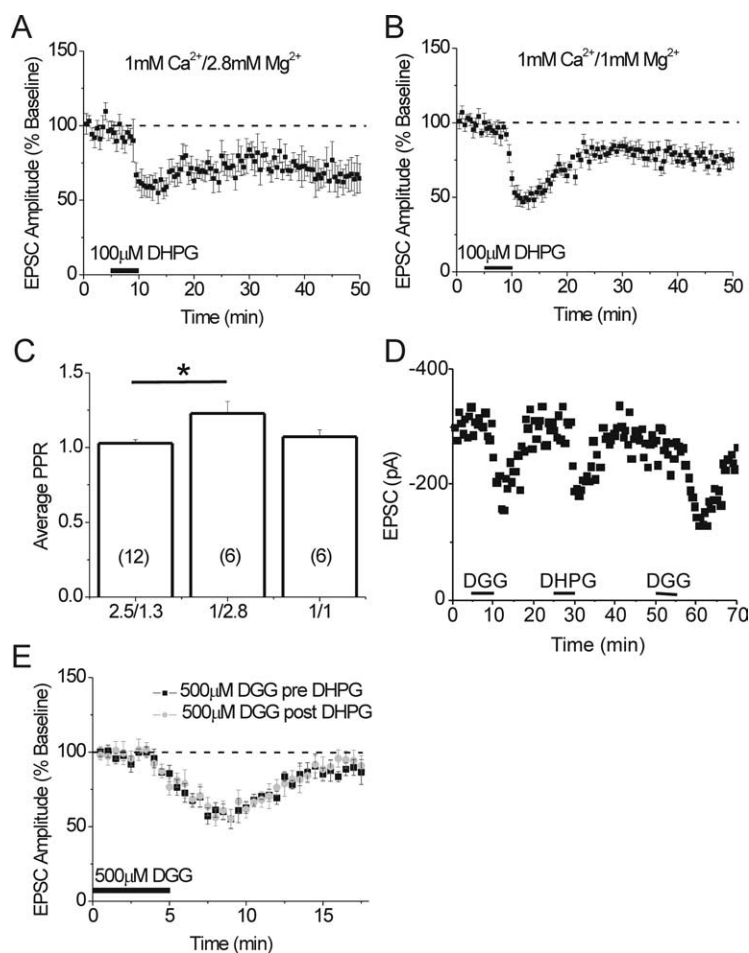 A
1mM Ca²⁺/2.8mM Mg²⁺
EPSC Amplitude (% Baseline)
150
100
50
0
100μM DHPG
0 10 20 30 40 50
Time (min)
B
1mM Ca²⁺/1mM Mg²⁺
EPSC Amplitude (% Baseline)
150
100
50
0
100μM DHPG
0 10 20 30 40 50
Time (min)
C
*
Average PPR
1.5
1.0
0.5
0.0
(12) (6) (6)
2.5/1.3 1/2.8 1/1
D
EPSC (pA)
-400
-200
0
DGG DHPG DGG
0 10 20 30 40 50 60 70
Time (min)
E
500μM DGG pre DHPG
500μM DGG post DHPG
EPSC Amplitude (% Baseline)
150
100
50
0
500μM DGG
0 5 10 15
Time (min)